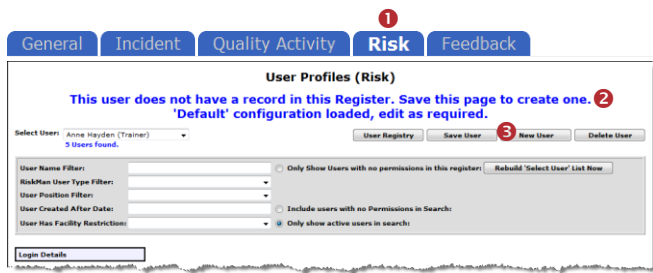 1
General Incident Quality Activity Risk Feedback
User Profiles (Risk)
This user does not have a record in this Register. Save this page to create one. 2
'Default' configuration loaded, edit as required.
Select User: Anne Hayden (Trainer) 3 User Registry Save User New User Delete User
5 Users found.
User Name Filter: Only Show Users with no permissions in this register: Rebuild 'Select User' List Now
RiskMan User Type Filter:
User Position Filter:
User Created After Date: Include users with no Permissions in Search:
User Has Facility Restriction: Only show active users in search:
Login Details